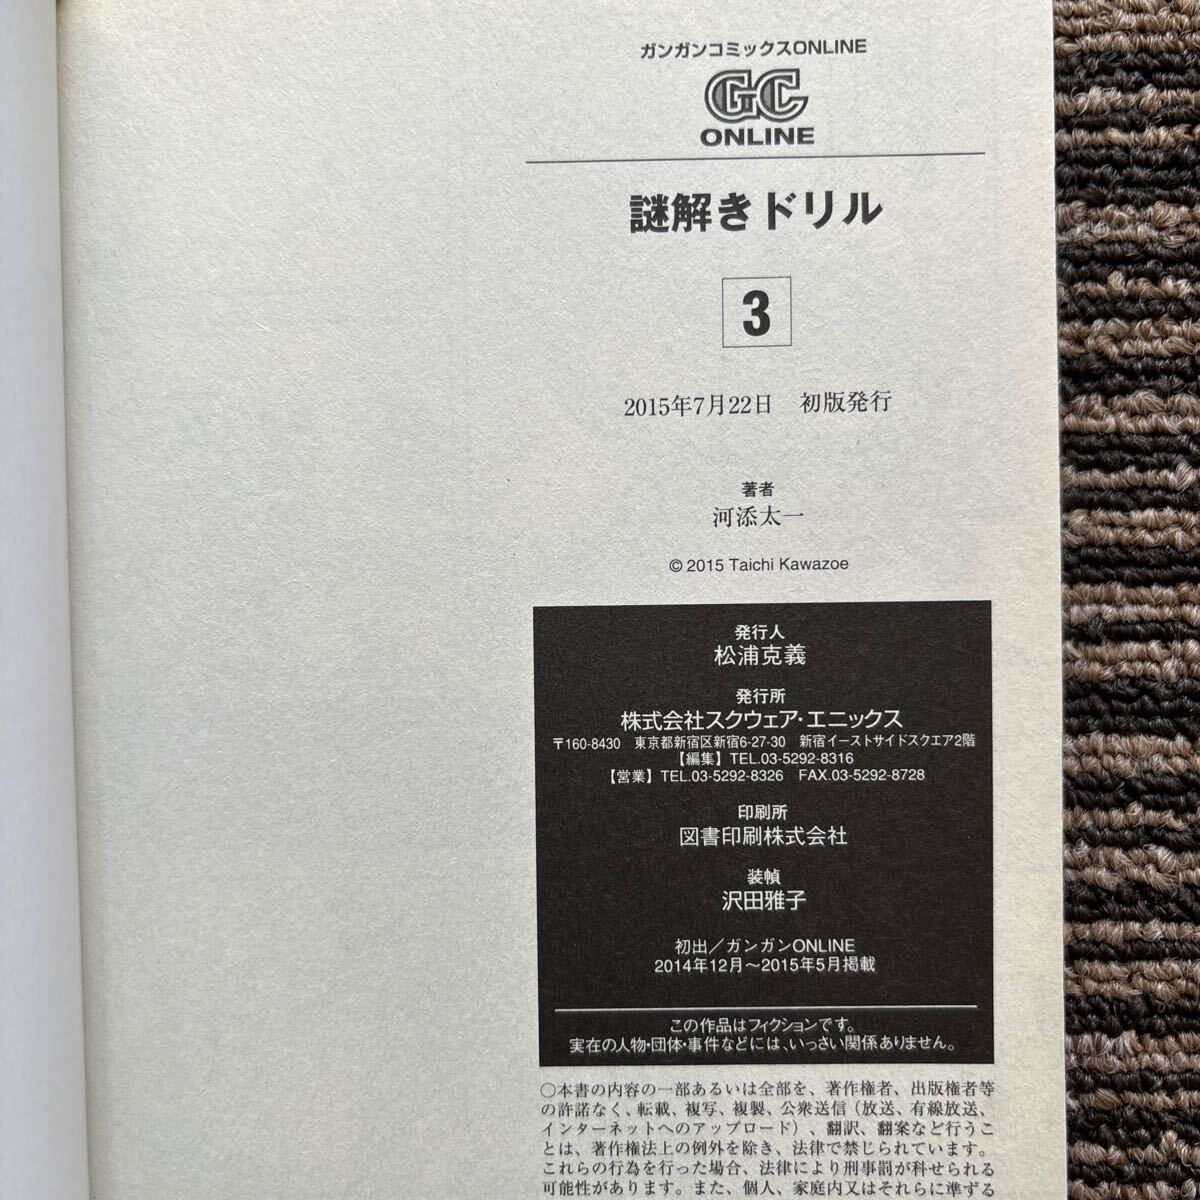 ガンガンコミックスONLINE
GC
ONLINE
謎解きドリル
3
2015年7月22日　初版発行
著者
河添太一
© 2015 Taichi Kawazoe
発行人
松浦克義
発行所
株式会社スクウェア・エニックス
〒160-8430　東京都新宿区新宿6-27-30　新宿イーストサイドスクエア2階
【編集】TEL.03-5292-8316
【営業】TEL.03-5292-8326　FAX.03-5292-8728
印刷所
図書印刷株式会社
装幀
沢田雅子
初出／ガンガンONLINE
2014年12月～2015年5月掲載
この作品はフィクションです。
実在の人物・団体・事件などには、いっさい関係ありません。
○本書の内容の一部あるいは全部を、著作権者、出版権者等
の許諾なく、転載、複写、複製、公衆送信（放送、有線放送、
インターネットへのアップロード）、翻訳、翻案など行うこ
とは、著作権法上の例外を除き、法律で禁じられています。
これらの行為を行った場合、法律により刑事罰が科せられる
可能性があります。また、個人、家庭内又はそれらに準ずる